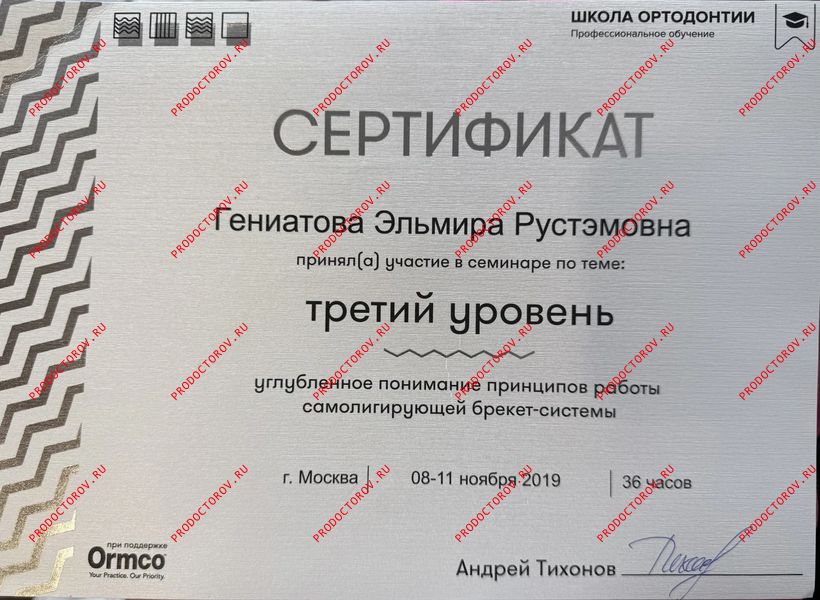 ШКОЛА ОРТОДОНТИИ
Профессиональное обучение
СЕРТИФИКАТ
Гениатова Эльмира Рустэмовна
принял(а) участие в семинаре по теме:
третий уровень
углубленное понимание принципов работы
самолигирующей брекет-системы
г. Москва
08-11 ноября 2019
36 часов
при поддержке
Ormco
Your Practice. Our Priority.
Андрей Тихонов
PRODOCTOROV.RU